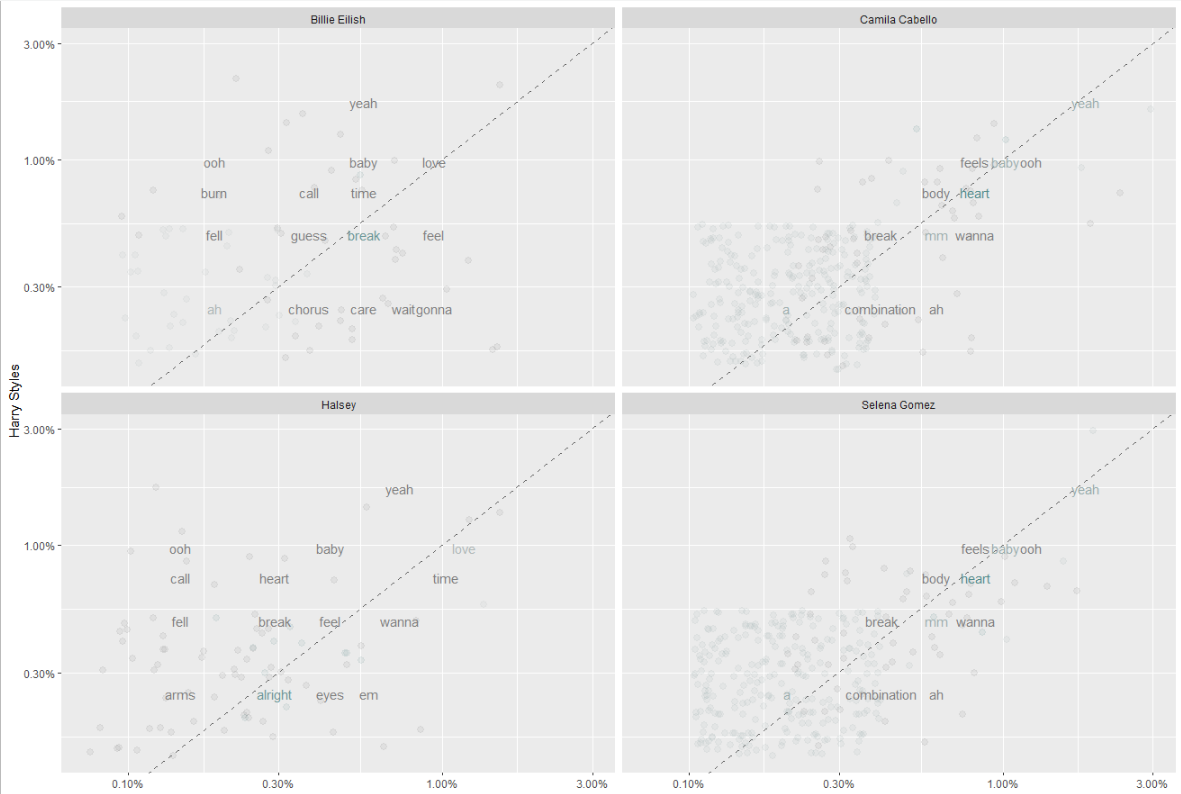 Billie Eilish
Camila Cabello
3.00%
yeah
yeah
1.00%
ooh baby love
feels baby ooh
burn call time
body heart
fell guess break feel
break mm wanna
0.30%
ah chorus care wait gonna
a combination ah
Harry Styles
Halsey
Selena Gomez
3.00%
yeah
yeah
1.00%
ooh baby love
feels baby ooh
call heart time
body heart
fell break feel wanna
break mm wanna
0.30%
arms alright eyes em
a combination ah
0.10% 0.30% 1.00% 3.00%
0.10% 0.30% 1.00% 3.00%